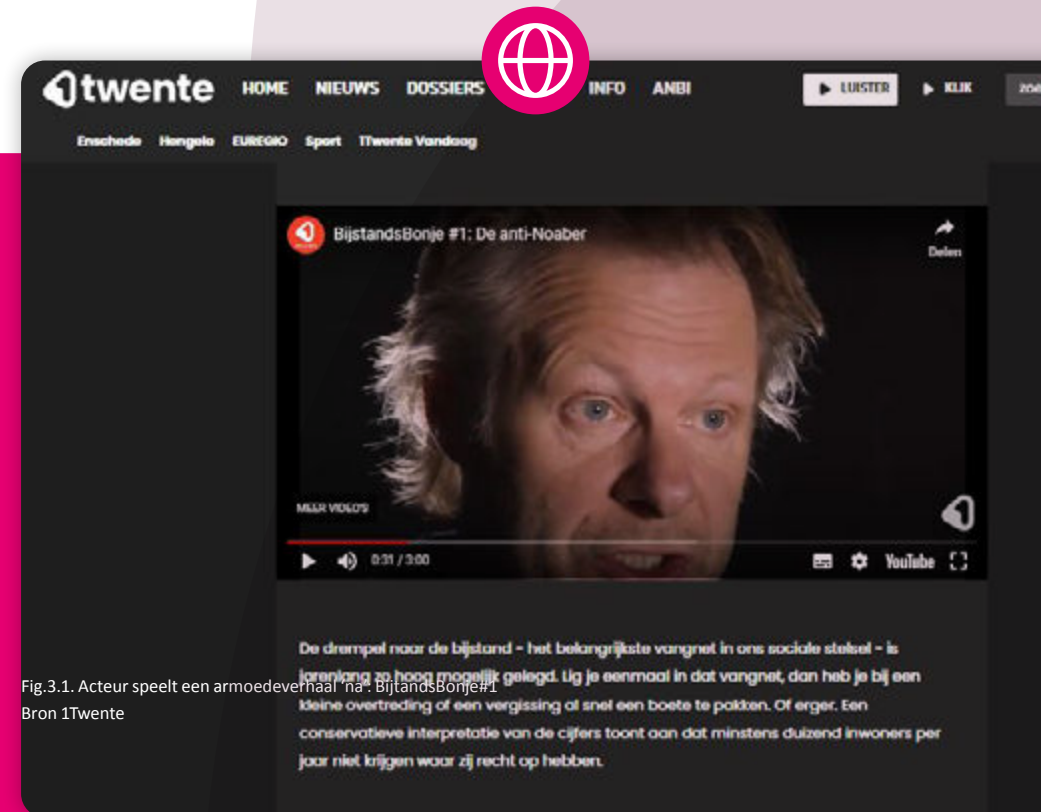 1twente HOME NIEUWS DOSSIERS INFO ANBI LUISTER KIJK
Enschede Hengelo EUREGIO Sport 1Twente Vandaag
BijstandsBonje #1: De anti-Noaber
Delen
MEER VIDEO'S
0:31 / 3:00
YouTube
De drempel naar de bijstand - het belangrijkste vangnet in ons sociale stelsel - is
jarenlang zo hoog mogelijk gelegd. Lig je eenmaal in dat vangnet, dan heb je bij een
kleine overtreding of een vergissing al snel een boete te pakken. Of erger. Een
conservatieve interpretatie van de cijfers toont aan dat minstens duizend inwoners per
jaar niet krijgen waar zij recht op hebben.
Fig.3.1. Acteur speelt een armoedeverhaal 'na'. BijtandsBonje#1
Bron 1Twente